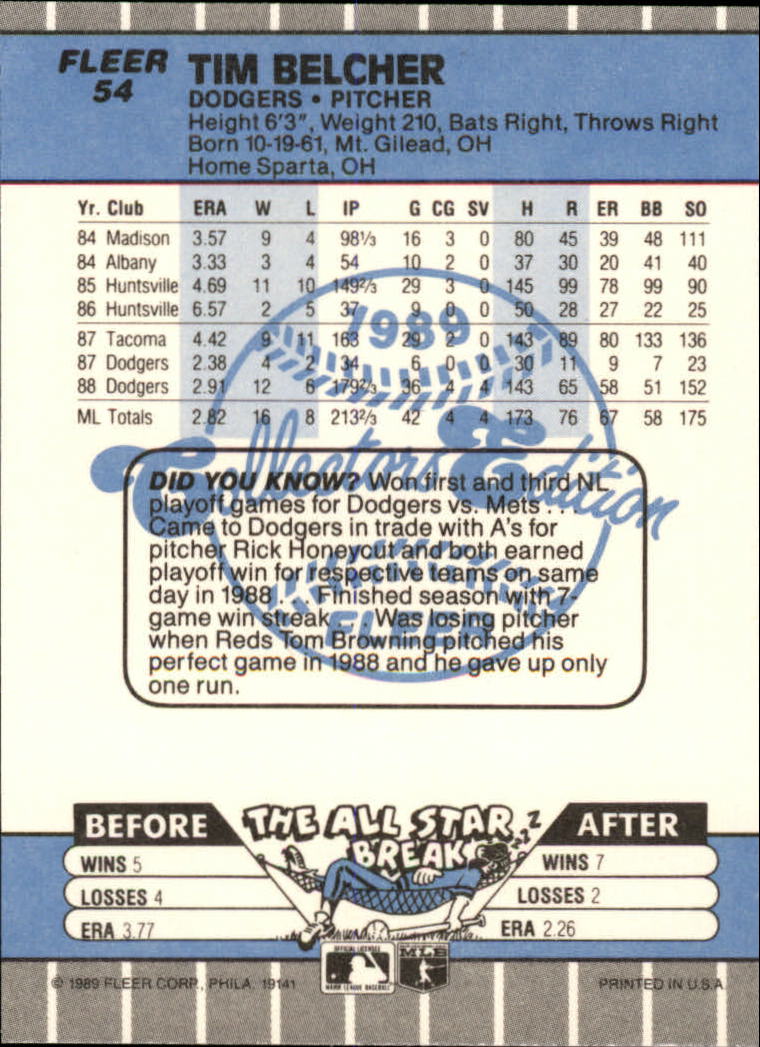 FLEER
54
TIM BELCHER
DODGERS • PITCHER
Height 6'3", Weight 210, Bats Right, Throws Right
Born 10-19-61, Mt. Gilead, OH
Home Sparta, OH
Yr. Club ERA W L IP G CG SV H R ER BB SO
84 Madison 3.57 9 4 98⅓ 16 3 0 80 45 39 48 111
84 Albany 3.33 3 4 54 10 2 0 37 30 20 41 40
85 Huntsville 4.69 11 10 149⅔ 29 3 0 145 99 78 99 90
86 Huntsville 6.57 2 5 37 9 0 0 50 28 27 22 25
87 Tacoma 4.42 9 11 163 29 2 0 143 89 80 133 136
87 Dodgers 2.38 4 2 34 6 0 0 30 11 9 7 23
88 Dodgers 2.91 12 6 179⅔ 36 4 4 143 65 58 51 152
ML Totals 2.82 16 8 213⅔ 42 4 4 173 76 67 58 175
1989
Collectors Edition
FLEER
DID YOU KNOW? Won first and third NL
playoff games for Dodgers vs. Mets . . .
Came to Dodgers in trade with A's for
pitcher Rick Honeycut and both earned
playoff win for respective teams on same
day in 1988 . . . Finished season with 7-
game win streak . . . Was losing pitcher
when Reds Tom Browning pitched his
perfect game in 1988 and he gave up only
one run.
BEFORE THE ALL STAR BREAK AFTER
ZZZ
WINS 5 WINS 7
LOSSES 4 LOSSES 2
ERA 3.77 ERA 2.26
OFFICIAL LICENSEE
MAJOR LEAGUE BASEBALL
MLB
© 1989 FLEER CORP., PHILA. 19141 PRINTED IN U.S.A.